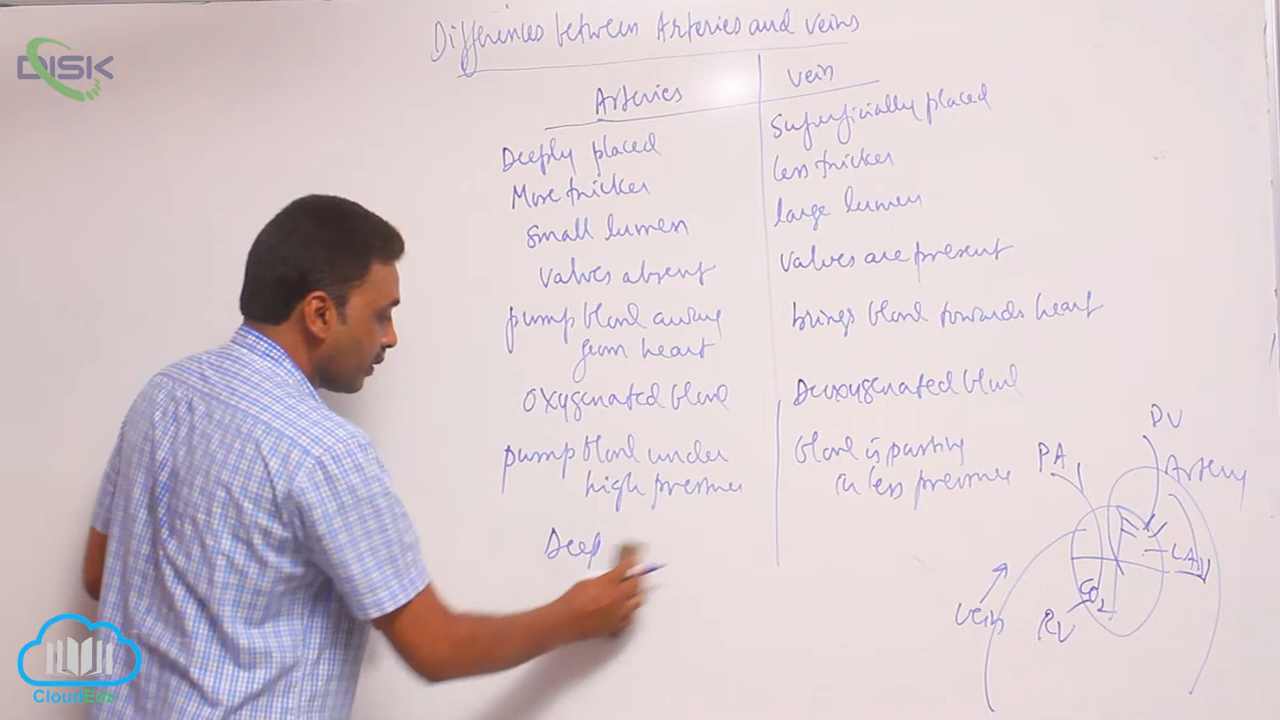 DISK
Differences between Arteries and veins
Arteries
vein
Deeply placed
Superficially placed
More thicker
less thicker
Small lumen
large lumen
valves absent
valves are present
pump blood away
from heart
brings blood towards heart
Oxygenated blood
Deoxygenated blood
pump blood under
high pressure
blood is passing
in less pressure
Deep
PV
PA
Artery
LA
vein
CO2
RV
CloudEdz